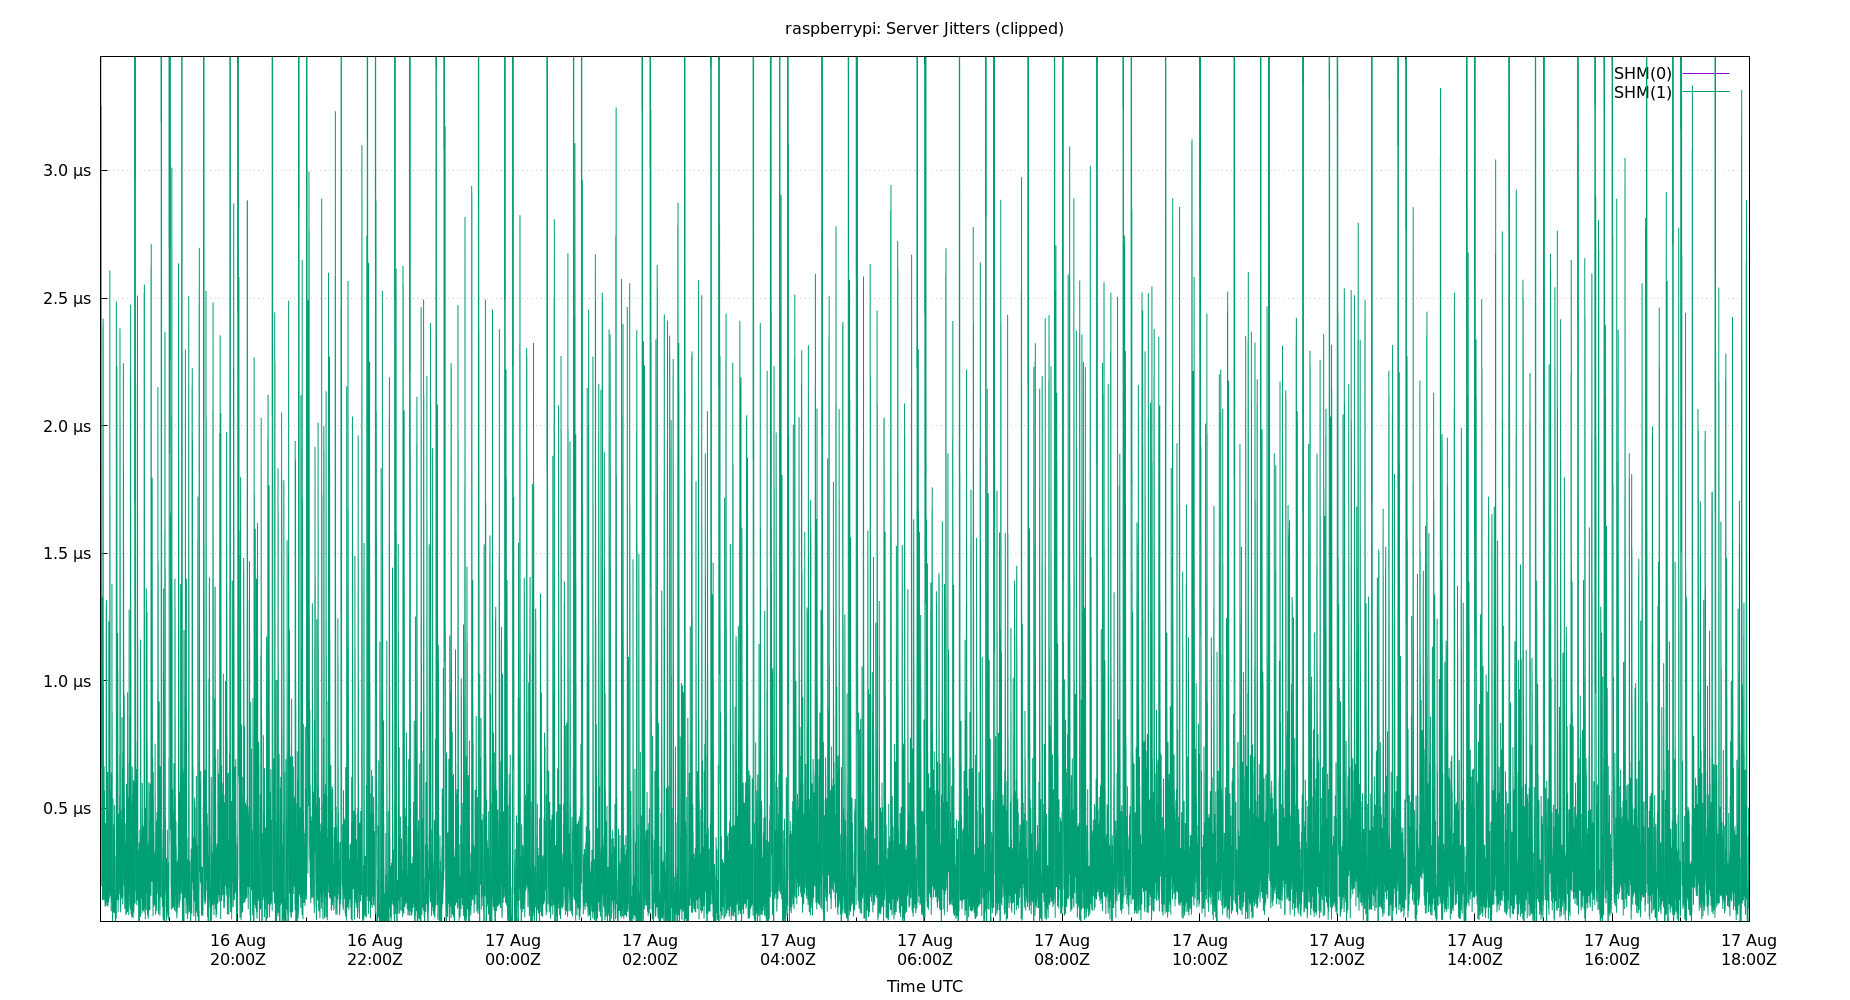 raspberrypi: Server Jitters (clipped)
SHM(0)
SHM(1)
3.0 µs
2.5 µs
2.0 µs
1.5 µs
1.0 µs
0.5 µs
16 Aug 16 Aug 17 Aug 17 Aug 17 Aug 17 Aug 17 Aug 17 Aug 17 Aug 17 Aug 17 Aug 17 Aug
20:00Z 22:00Z 00:00Z 02:00Z 04:00Z 06:00Z 08:00Z 10:00Z 12:00Z 14:00Z 16:00Z 18:00Z
Time UTC